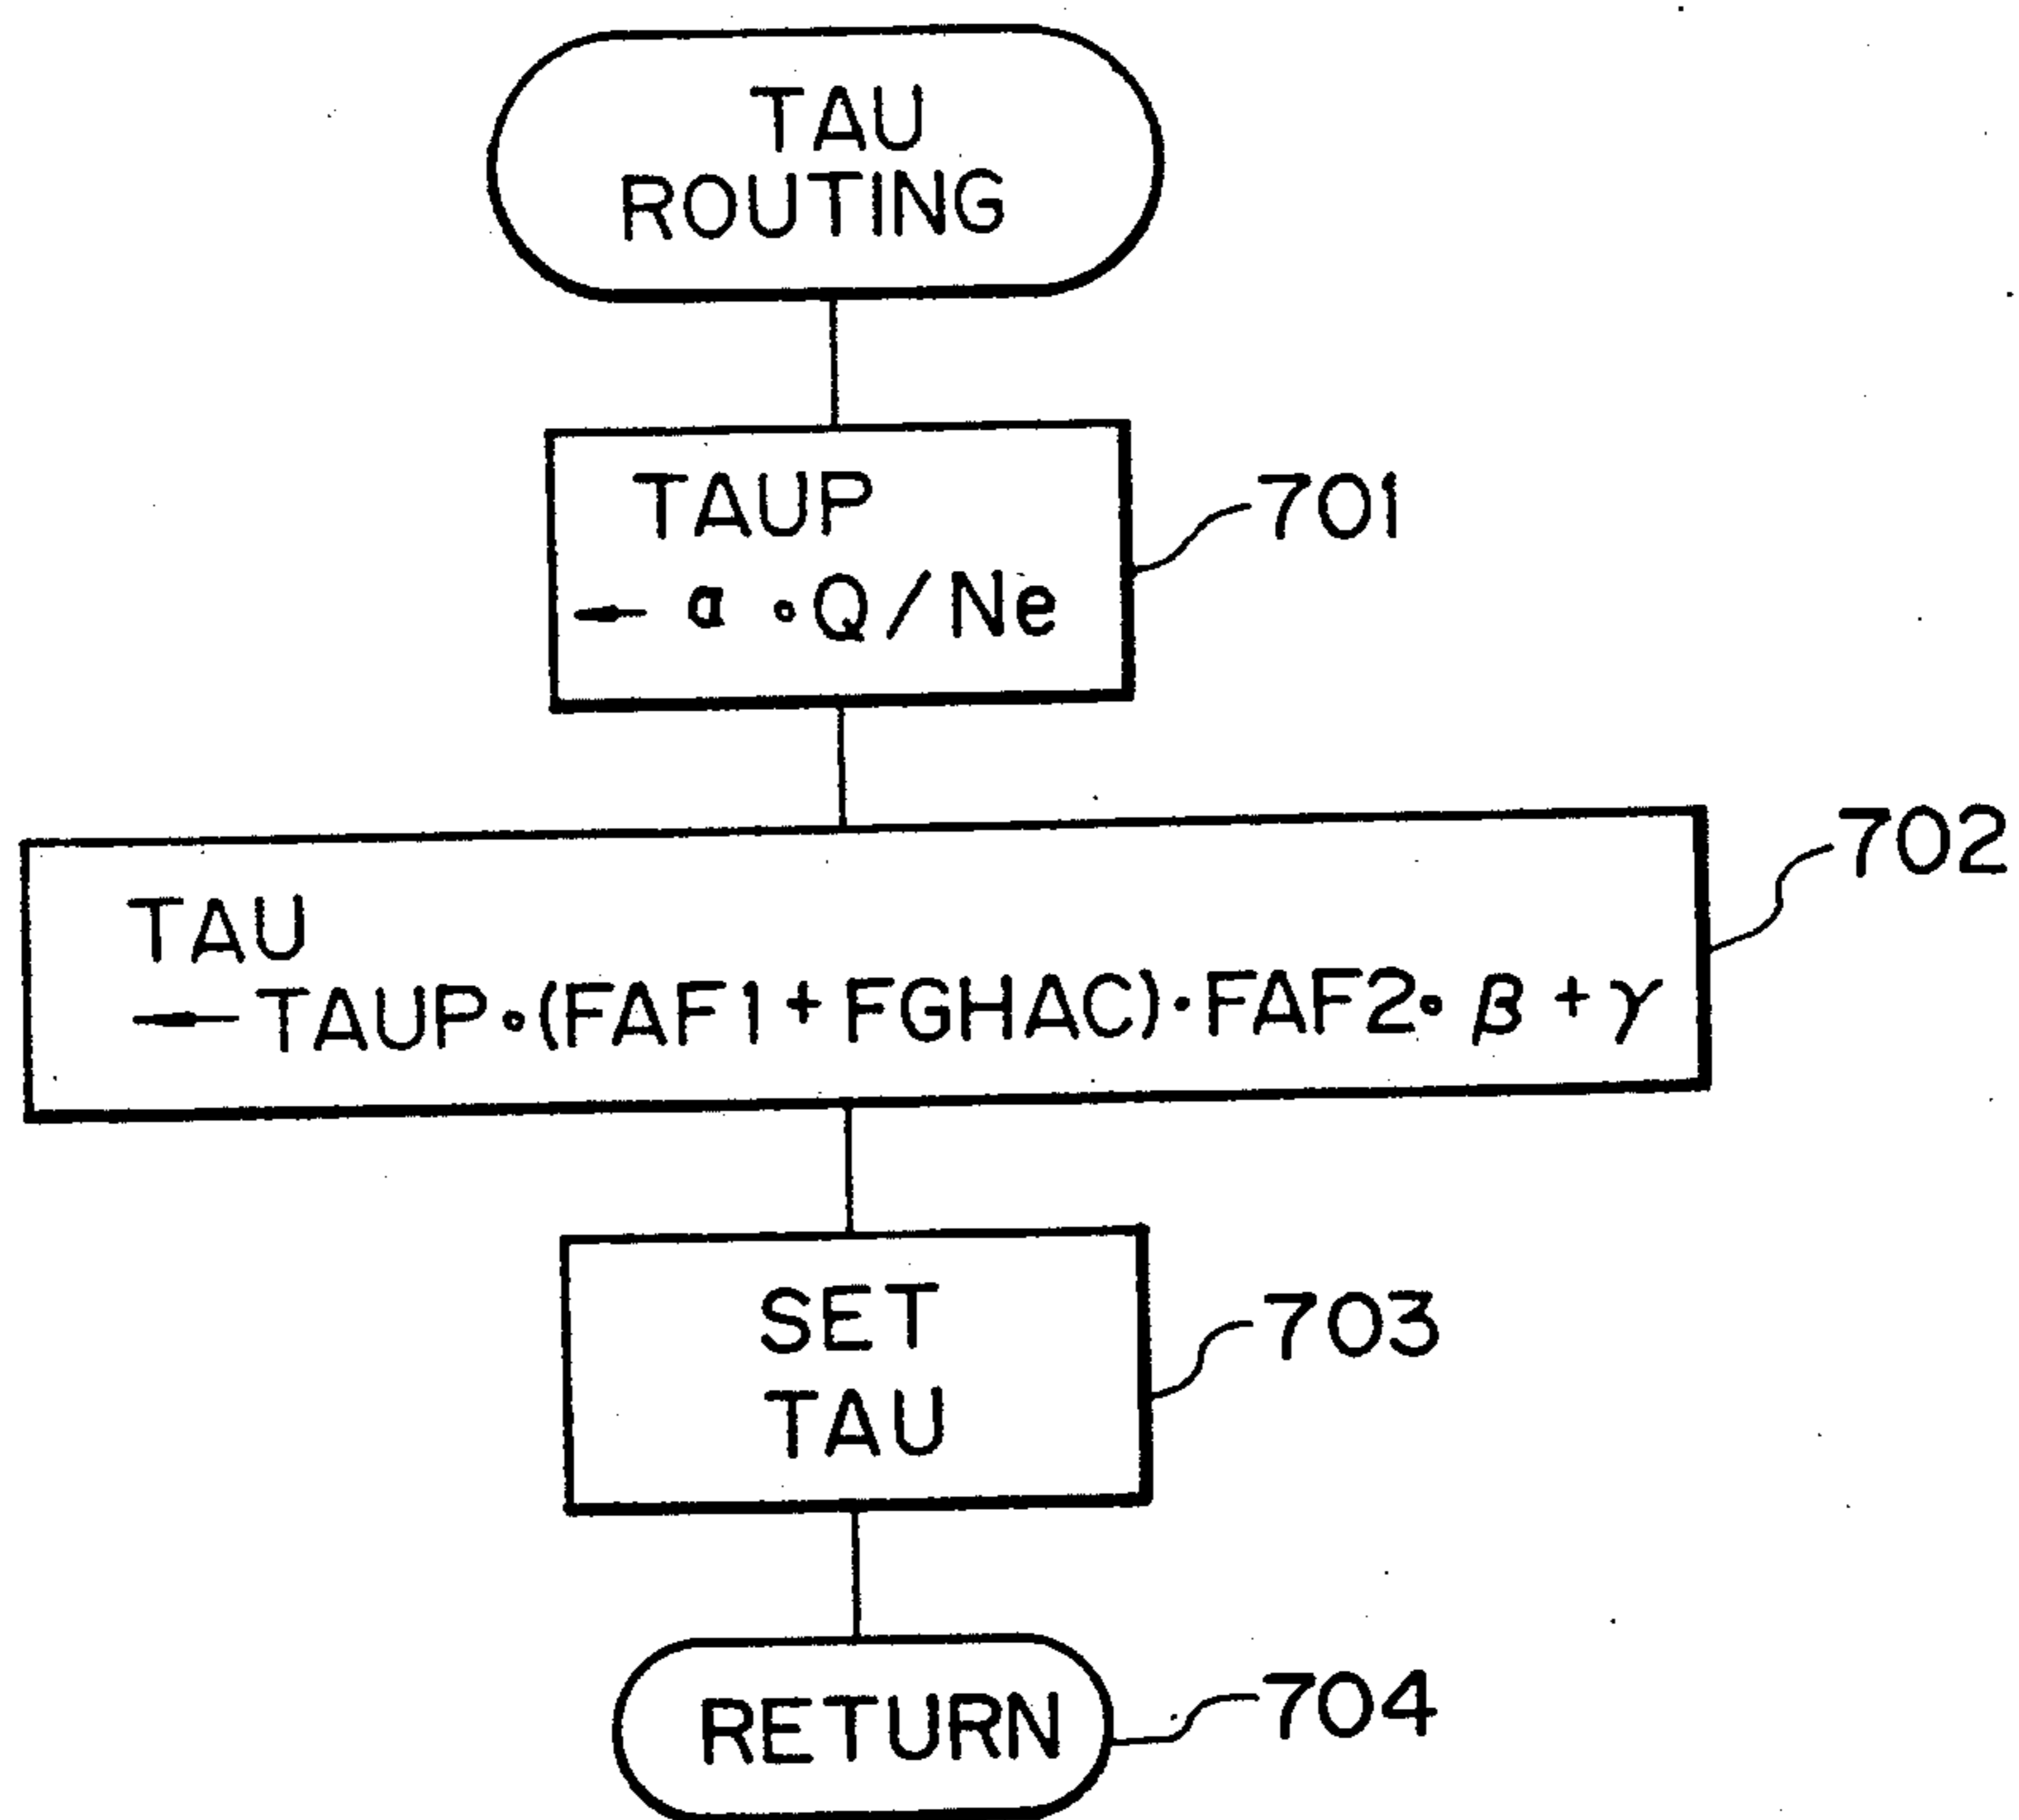 TAU
ROUTING
TAUP
← α ∘Q/Ne
701
702
TAU
←TAUP∘(FAF1+FGHAC)·FAF2∘ β +γ
SET
TAU
703
RETURN
704